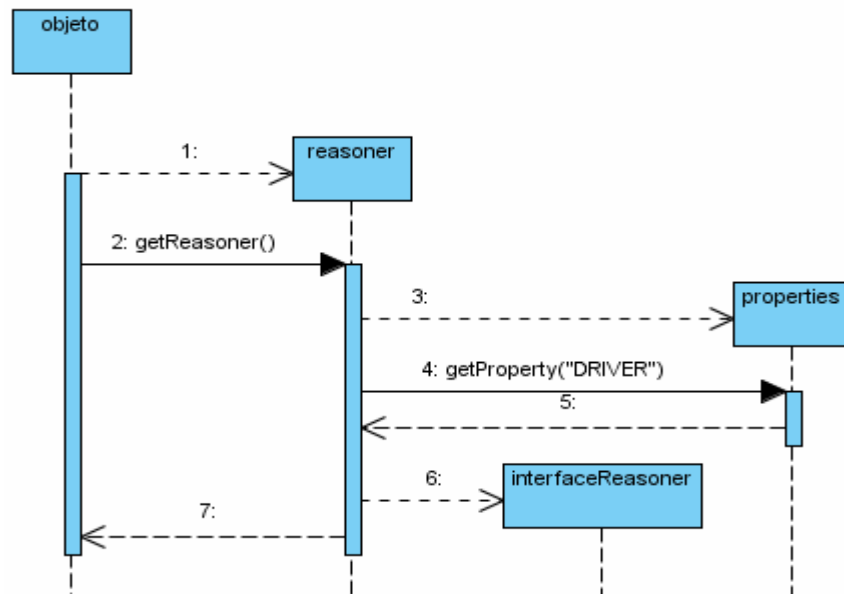 objeto
1:
reasoner
2: getReasoner()
3:
properties
4: getProperty("DRIVER")
5:
6:
interfaceReasoner
7: